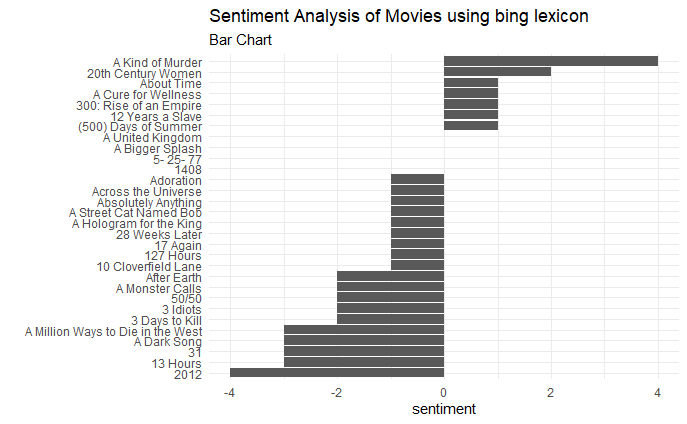 Sentiment Analysis of Movies using bing lexicon
Bar Chart
A Kind of Murder
20th Century Women
About Time
A Cure for Wellness
300: Rise of an Empire
12 Years a Slave
(500) Days of Summer
A United Kingdom
A Bigger Splash
5- 25- 77
1408
Adoration
Across the Universe
Absolutely Anything
A Street Cat Named Bob
A Hologram for the King
28 Weeks Later
17 Again
127 Hours
10 Cloverfield Lane
After Earth
A Monster Calls
50/50
3 Idiots
3 Days to Kill
A Million Ways to Die in the West
A Dark Song
31
13 Hours
2012
-4 -2 0 2 4
sentiment